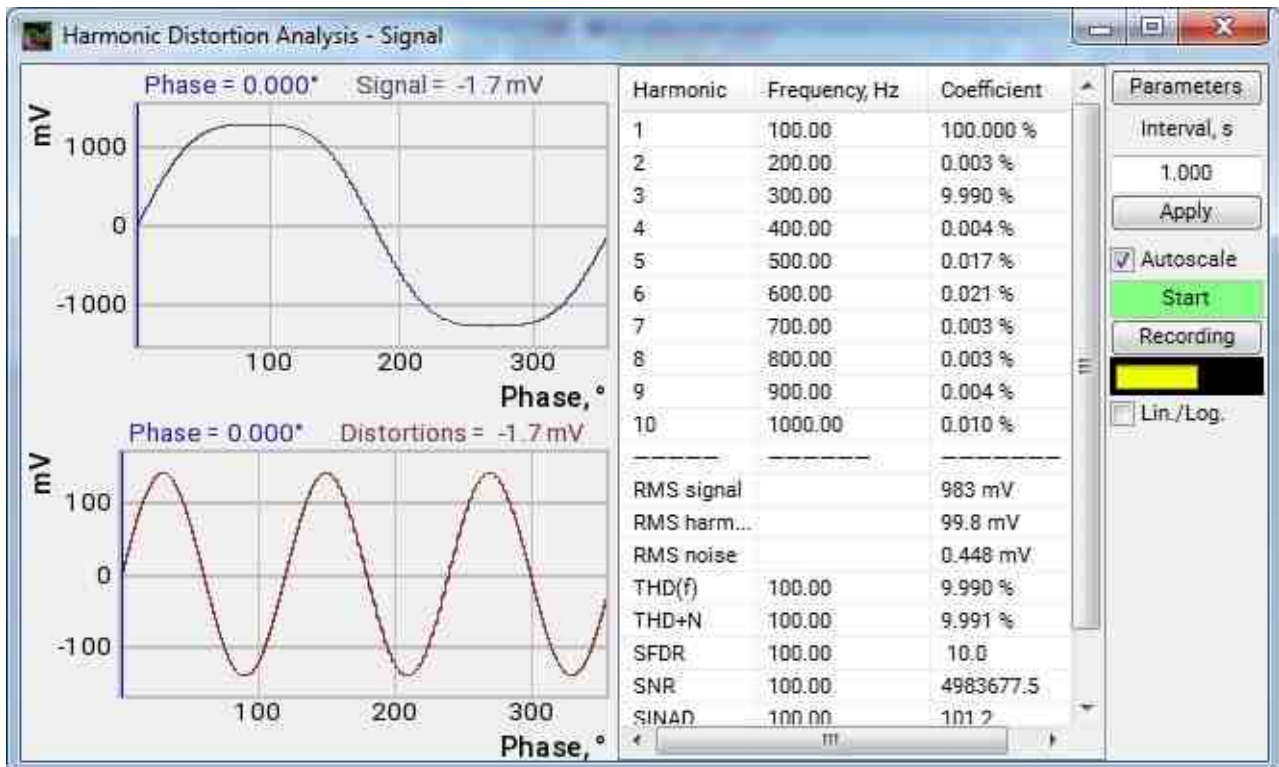 Harmonic Distortion Analysis - Signal
Phase = 0.000° Signal = -1.7 mV
mV
1000
0
-1000
100 200 300
Phase, °
Phase = 0.000° Distortions = -1.7 mV
mV
100
0
-100
100 200 300
Phase, °
Harmonic Frequency, Hz Coefficient
1 100.00 100.000 %
2 200.00 0.003 %
3 300.00 9.990 %
4 400.00 0.004 %
5 500.00 0.017 %
6 600.00 0.021 %
7 700.00 0.003 %
8 800.00 0.003 %
9 900.00 0.004 %
10 1000.00 0.010 %
----- ------ -------
RMS signal 983 mV
RMS harm... 99.8 mV
RMS noise 0.448 mV
THD(f) 100.00 9.990 %
THD+N 100.00 9.991 %
SFDR 100.00 10.0
SNR 100.00 4983677.5
SINAD 100.00 101.2
Parameters
Interval, s
1.000
Apply
Autoscale
Start
Recording
Lin./Log.